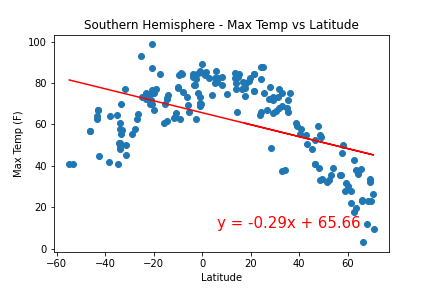 Southern Hemisphere - Max Temp vs Latitude
Max Temp (F)
100
80
60
40
20
0
y = -0.29x + 65.66
−60 −40 −20 0 20 40 60
Latitude